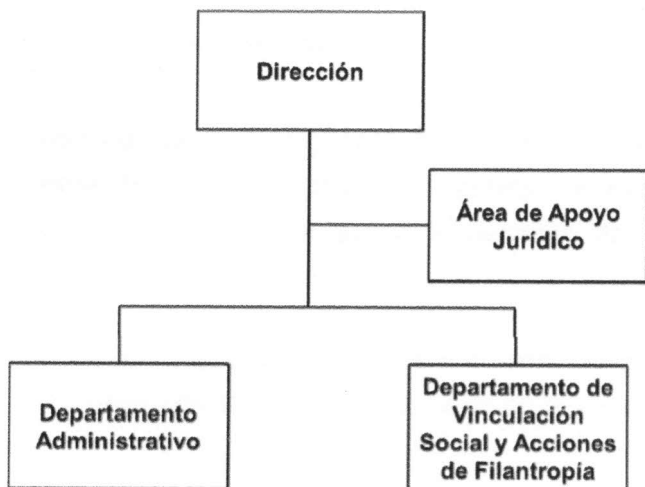 Dirección
Área de Apoyo
Jurídico
Departamento
Administrativo
Departamento de
Vinculación
Social y Acciones
de Filantropía